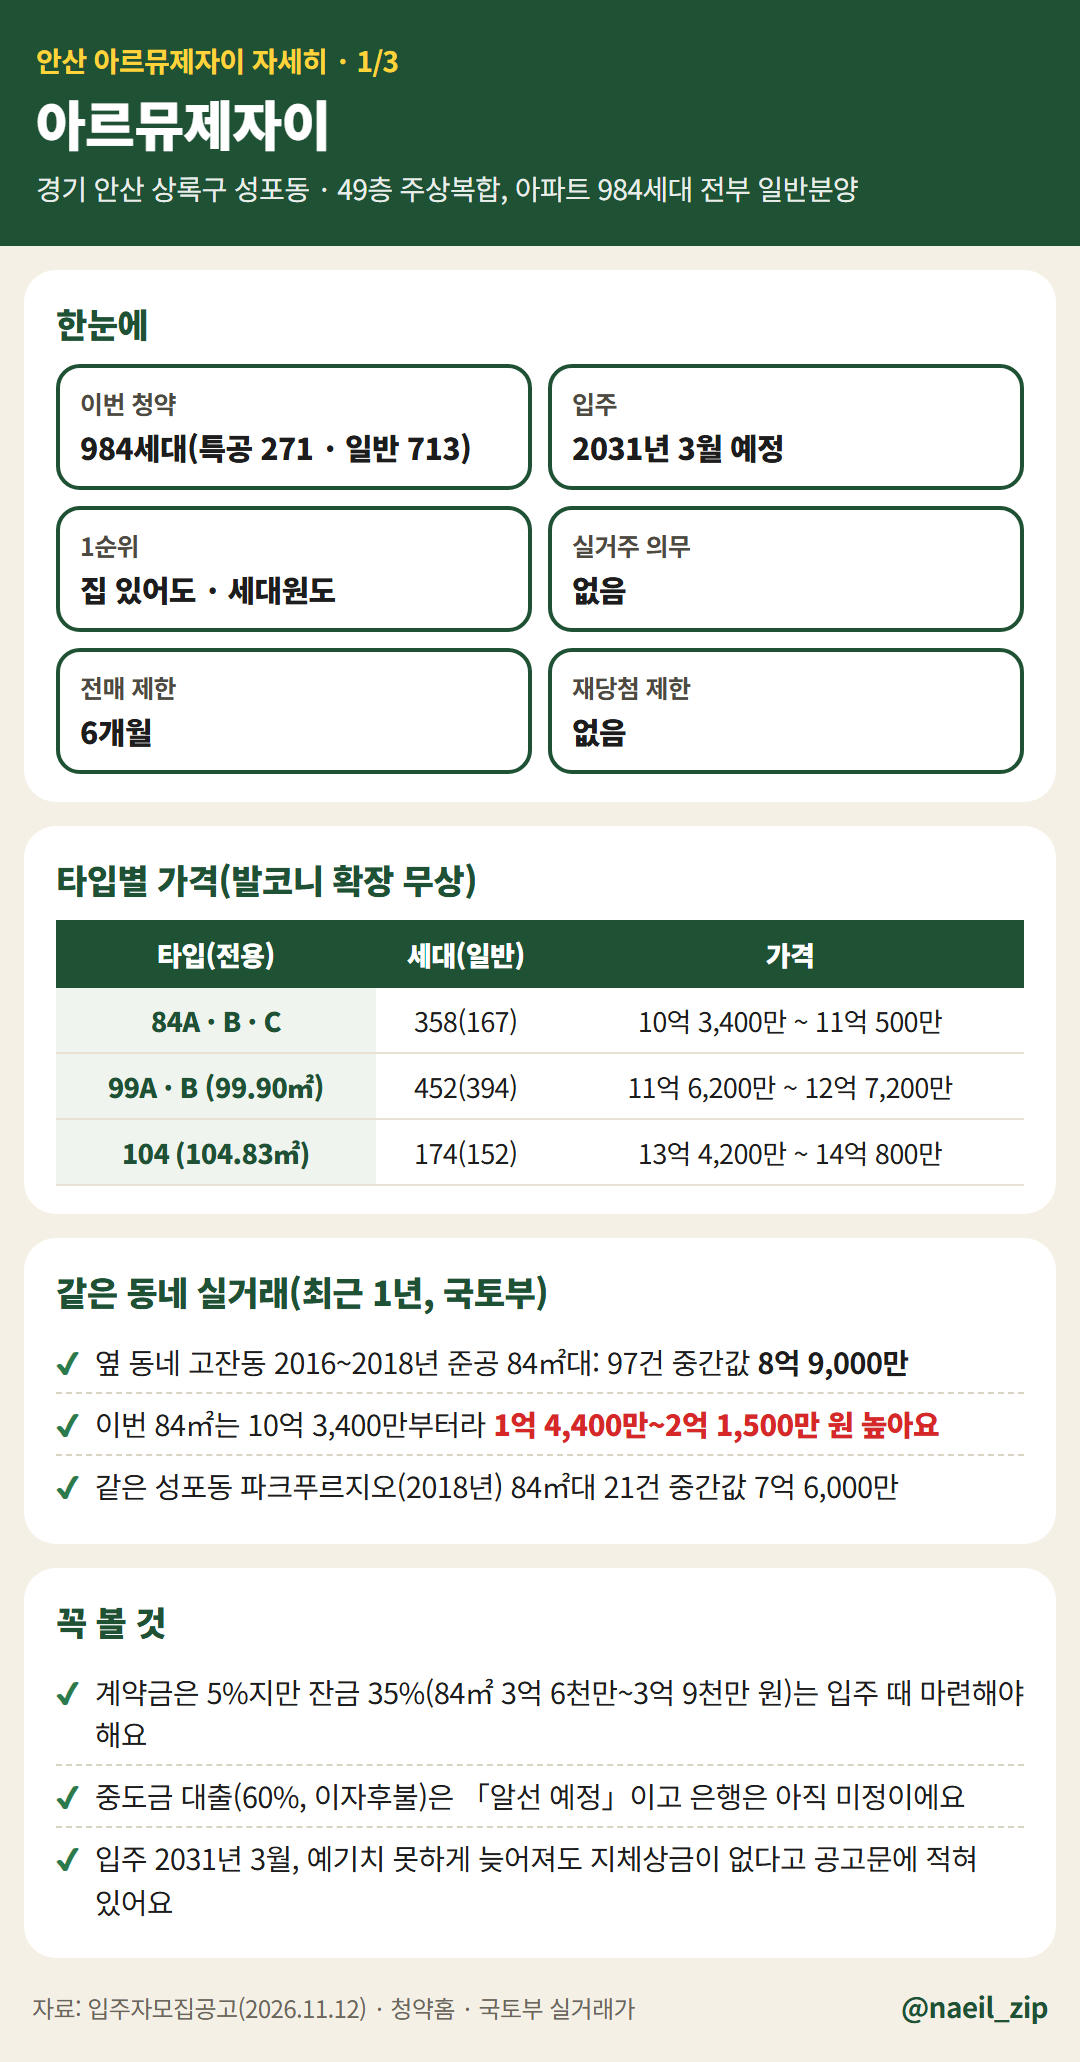 안산 아르뮤제자이 자세히 · 1/3
아르뮤제자이
경기 안산 상록구 성포동 · 49층 주상복합, 아파트 984세대 전부 일반분양
한눈에
이번 청약
984세대(특공 271 · 일반 713)
입주
2031년 3월 예정
1순위
집 있어도 · 세대원도
실거주 의무
없음
전매 제한
6개월
재당첨 제한
없음
타입별 가격(발코니 확장 무상)
타입(전용) 세대(일반) 가격
84A · B · C 358(167) 10억 3,400만 ~ 11억 500만
99A · B (99.90㎡) 452(394) 11억 6,200만 ~ 12억 7,200만
104 (104.83㎡) 174(152) 13억 4,200만 ~ 14억 800만
같은 동네 실거래(최근 1년, 국토부)
✔ 옆 동네 고잔동 2016~2018년 준공 84㎡대: 97건 중간값 8억 9,000만
✔ 이번 84㎡는 10억 3,400만부터라 1억 4,400만~2억 1,500만 원 높아요
✔ 같은 성포동 파크푸르지오(2018년) 84㎡대 21건 중간값 7억 6,000만
꼭 볼 것
✔ 계약금은 5%지만 잔금 35%(84㎡ 3억 6천만~3억 9천만 원)는 입주 때 마련해야
해요
✔ 중도금 대출(60%, 이자후불)은 「알선 예정」이고 은행은 아직 미정이에요
✔ 입주 2031년 3월, 예기치 못하게 늦어져도 지체상금이 없다고 공고문에 적혀
있어요
자료: 입주자모집공고(2026.11.12) · 청약홈 · 국토부 실거래가
@naeil_zip